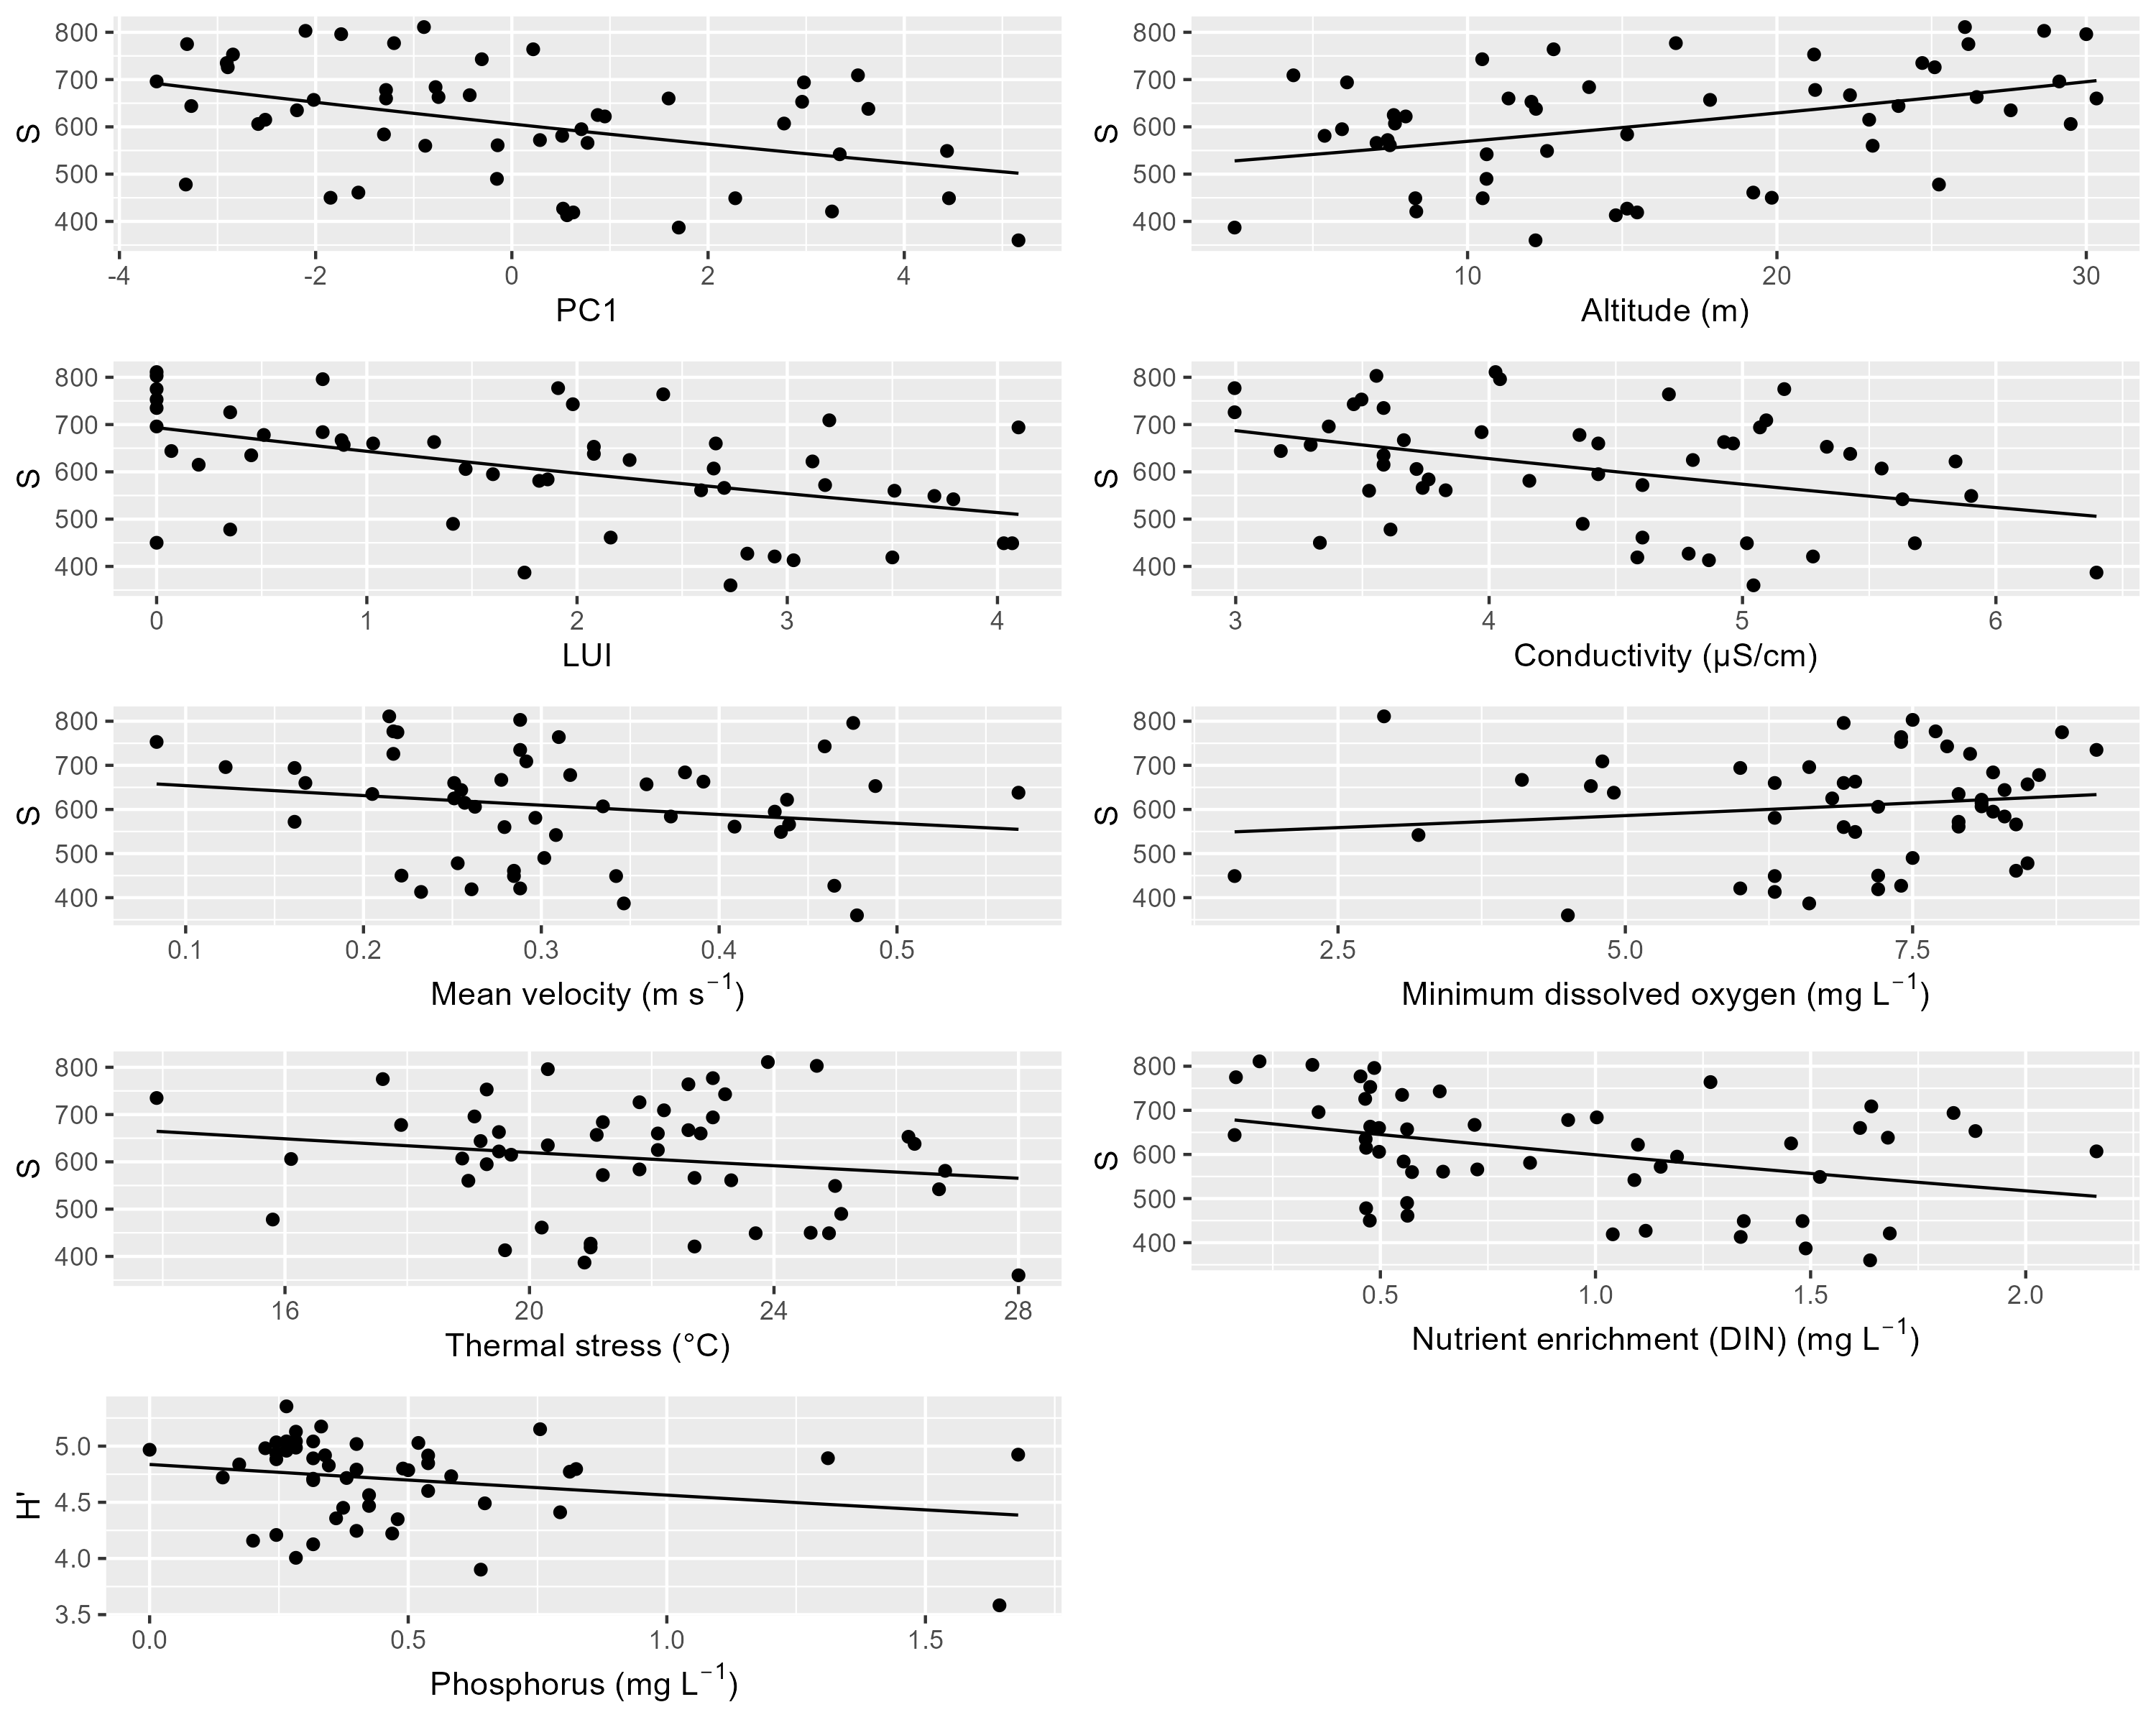 800
700
600
500
400
S
-4 -2 0 2 4
PC1
800
700
600
500
400
S
10 20 30
Altitude (m)
800
700
600
500
400
S
0 1 2 3 4
LUI
800
700
600
500
400
S
3 4 5 6
Conductivity (µS/cm)
800
700
600
500
400
S
0.1 0.2 0.3 0.4 0.5
Mean velocity (m s⁻¹)
800
700
600
500
400
S
2.5 5.0 7.5
Minimum dissolved oxygen (mg L⁻¹)
800
700
600
500
400
S
16 20 24 28
Thermal stress (°C)
800
700
600
500
400
S
0.5 1.0 1.5 2.0
Nutrient enrichment (DIN) (mg L⁻¹)
5.0
4.5
4.0
3.5
H'
0.0 0.5 1.0 1.5
Phosphorus (mg L⁻¹)